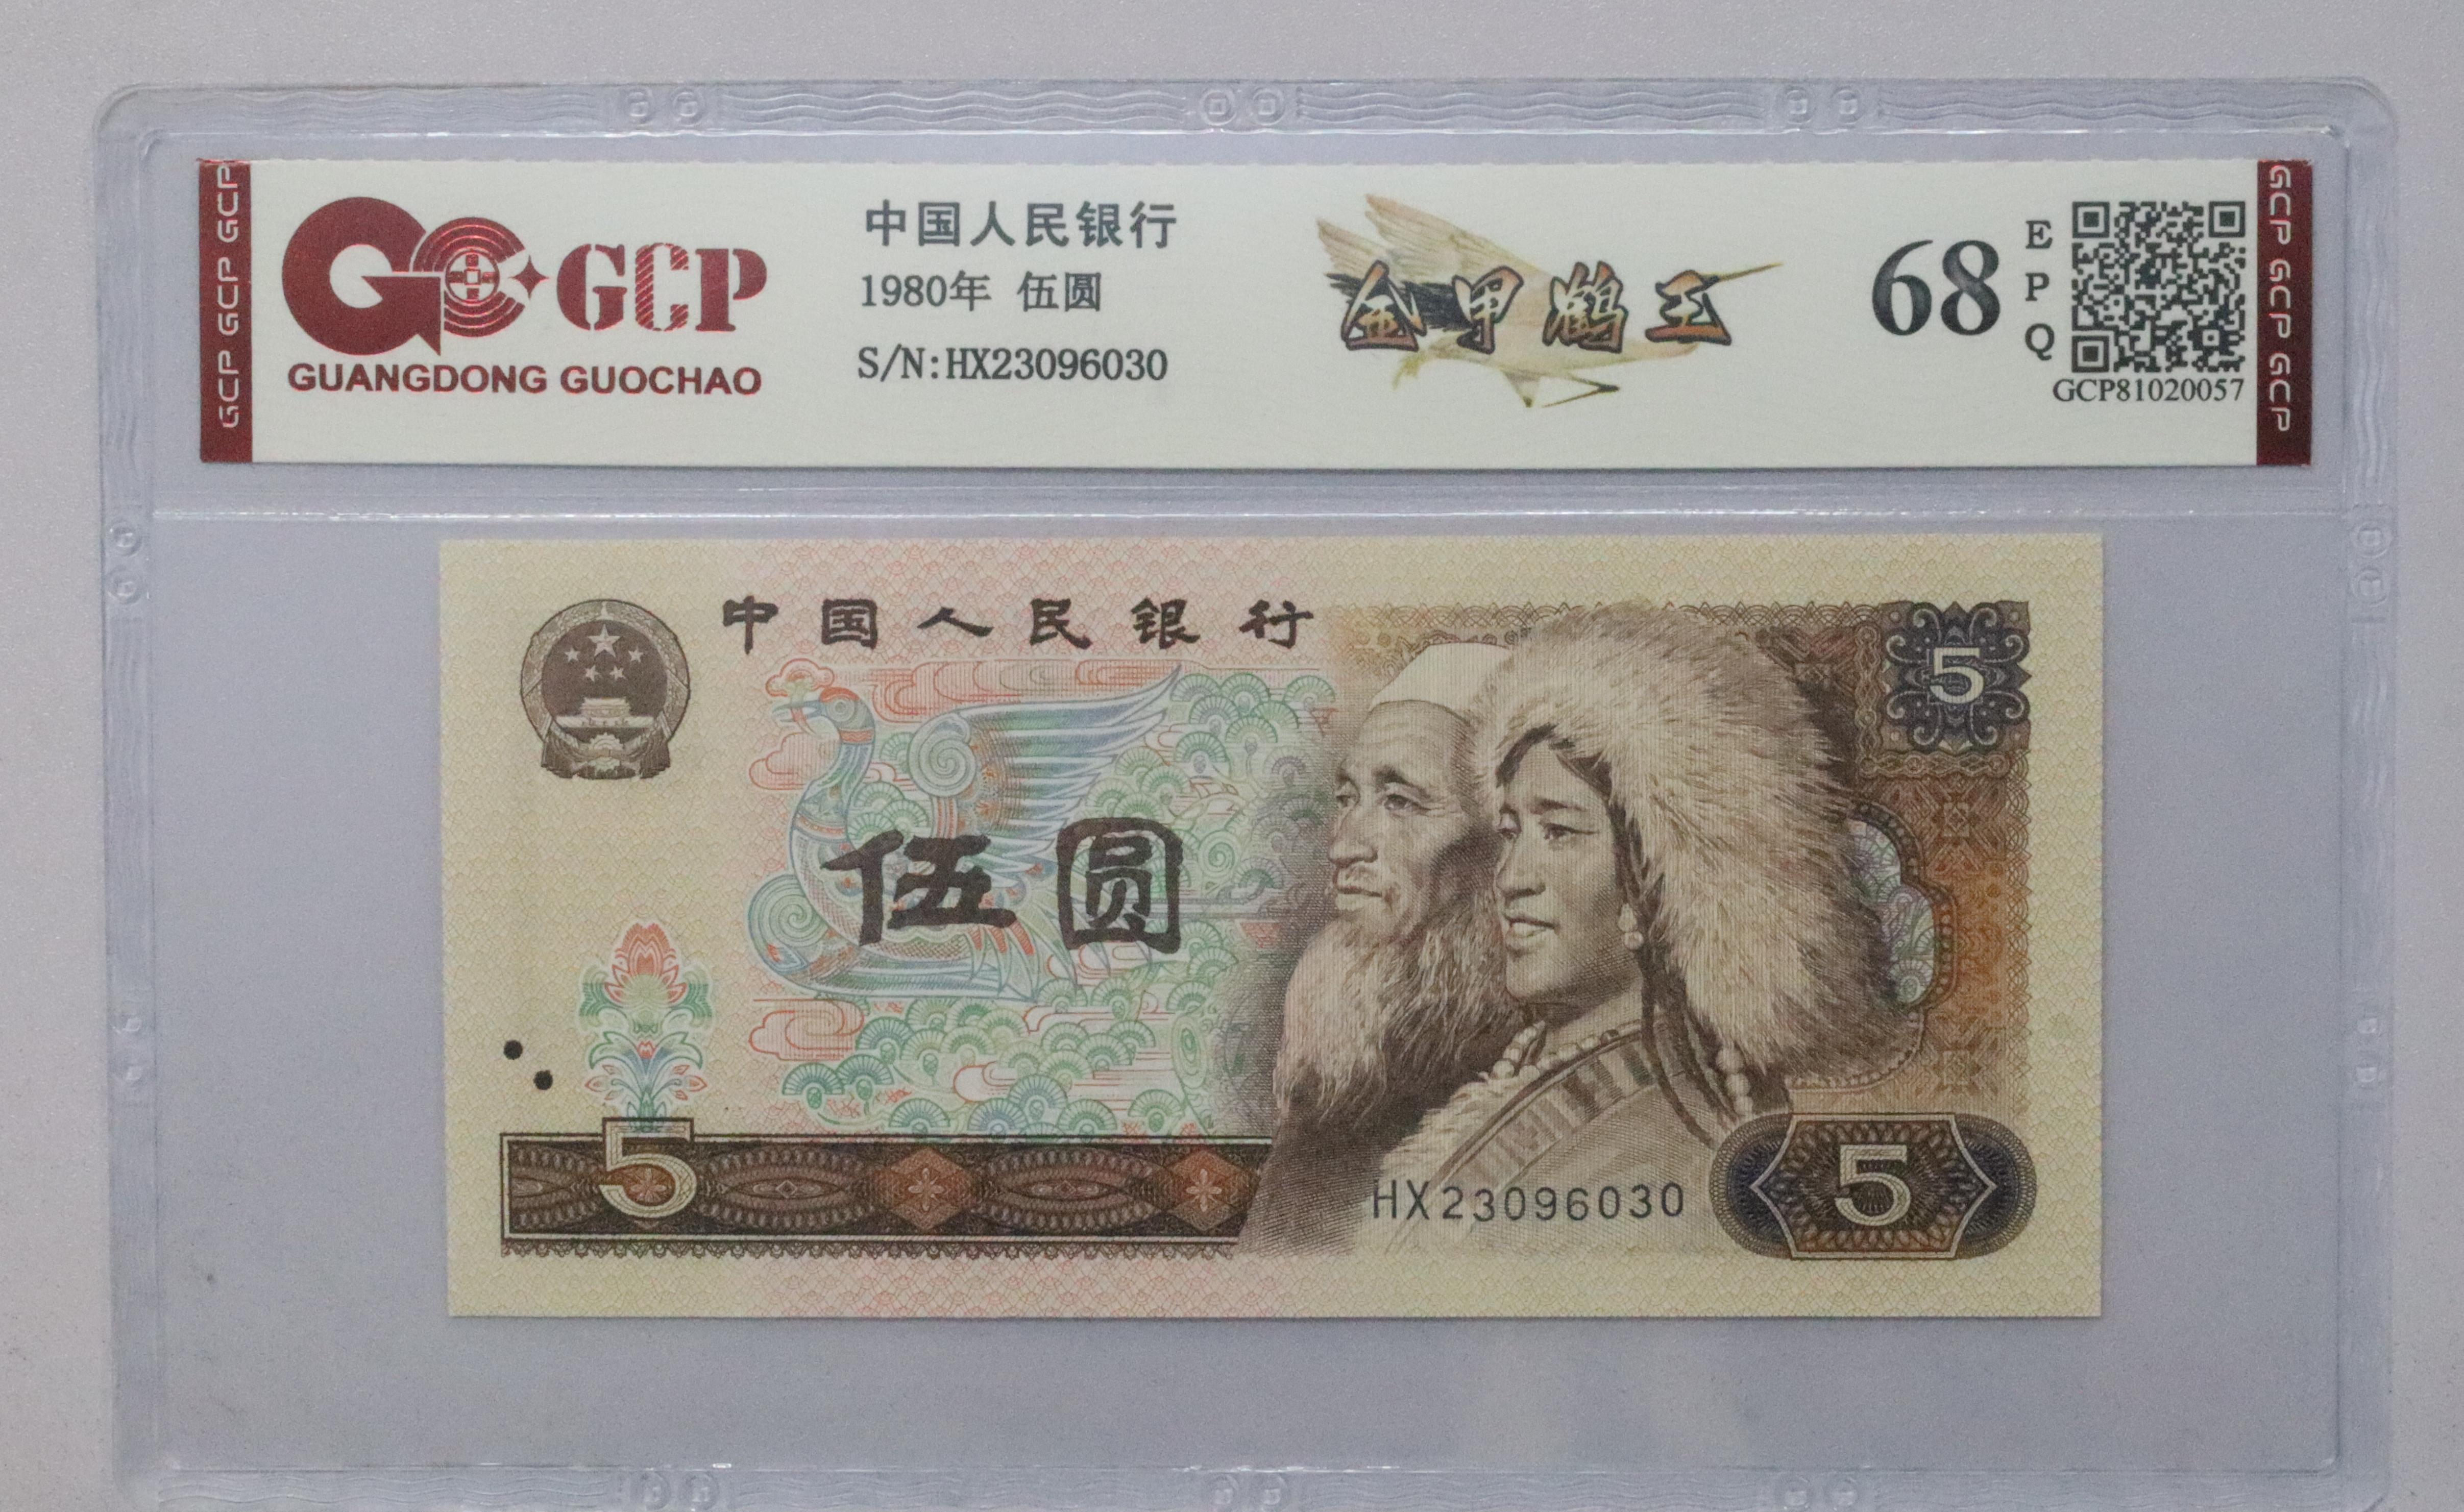 GCP GCP GCP
GCP
GUANGDONG GUOCHAO
中国人民银行
1980年 伍圆
S/N:HX23096030
金甲鹤王
68
EPQ
GCP81020057
GCP GCP GCP
中国人民银行
5
伍圆
5
HX23096030
5